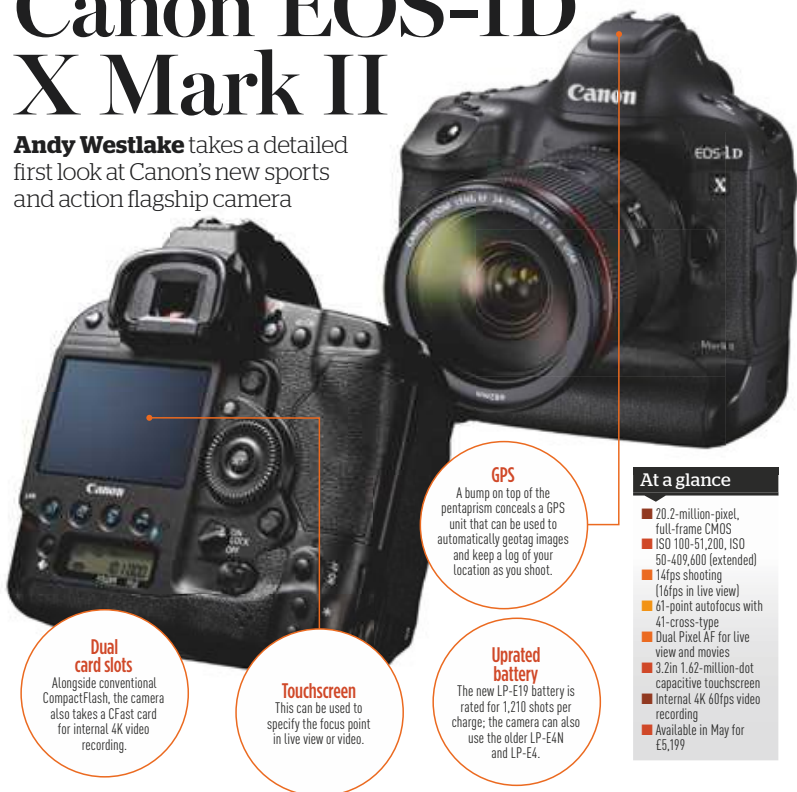 Canon EOS-1D
X Mark II
Andy Westlake takes a detailed
first look at Canon's new sports
and action flagship camera
Canon
EOS-1D
X
Mark II
Canon
ON
LOCK
OFF
GPS
A bump on top of the
pentaprism conceals a GPS
unit that can be used to
automatically geotag images
and keep a log of your
location as you shoot.
At a glance
20.2-million-pixel,
full-frame CMOS
ISO 100-51,200, ISO
50-409,600 (extended)
14fps shooting
(16fps in live view)
61-point autofocus with
41-cross-type
Dual Pixel AF for live
view and movies
3.2in 1.62-million-dot
capacitive touchscreen
Internal 4K 60fps video
recording
Available in May for
£5,199
Dual
card slots
Alongside conventional
CompactFlash, the camera
also takes a CFast card
for internal 4K video
recording.
Touchscreen
This can be used to
specify the focus point
in live view or video.
Uprated
battery
The new LP-E19 battery is
rated for 1,210 shots per
charge; the camera can also
use the older LP-E4N
and LP-E4.